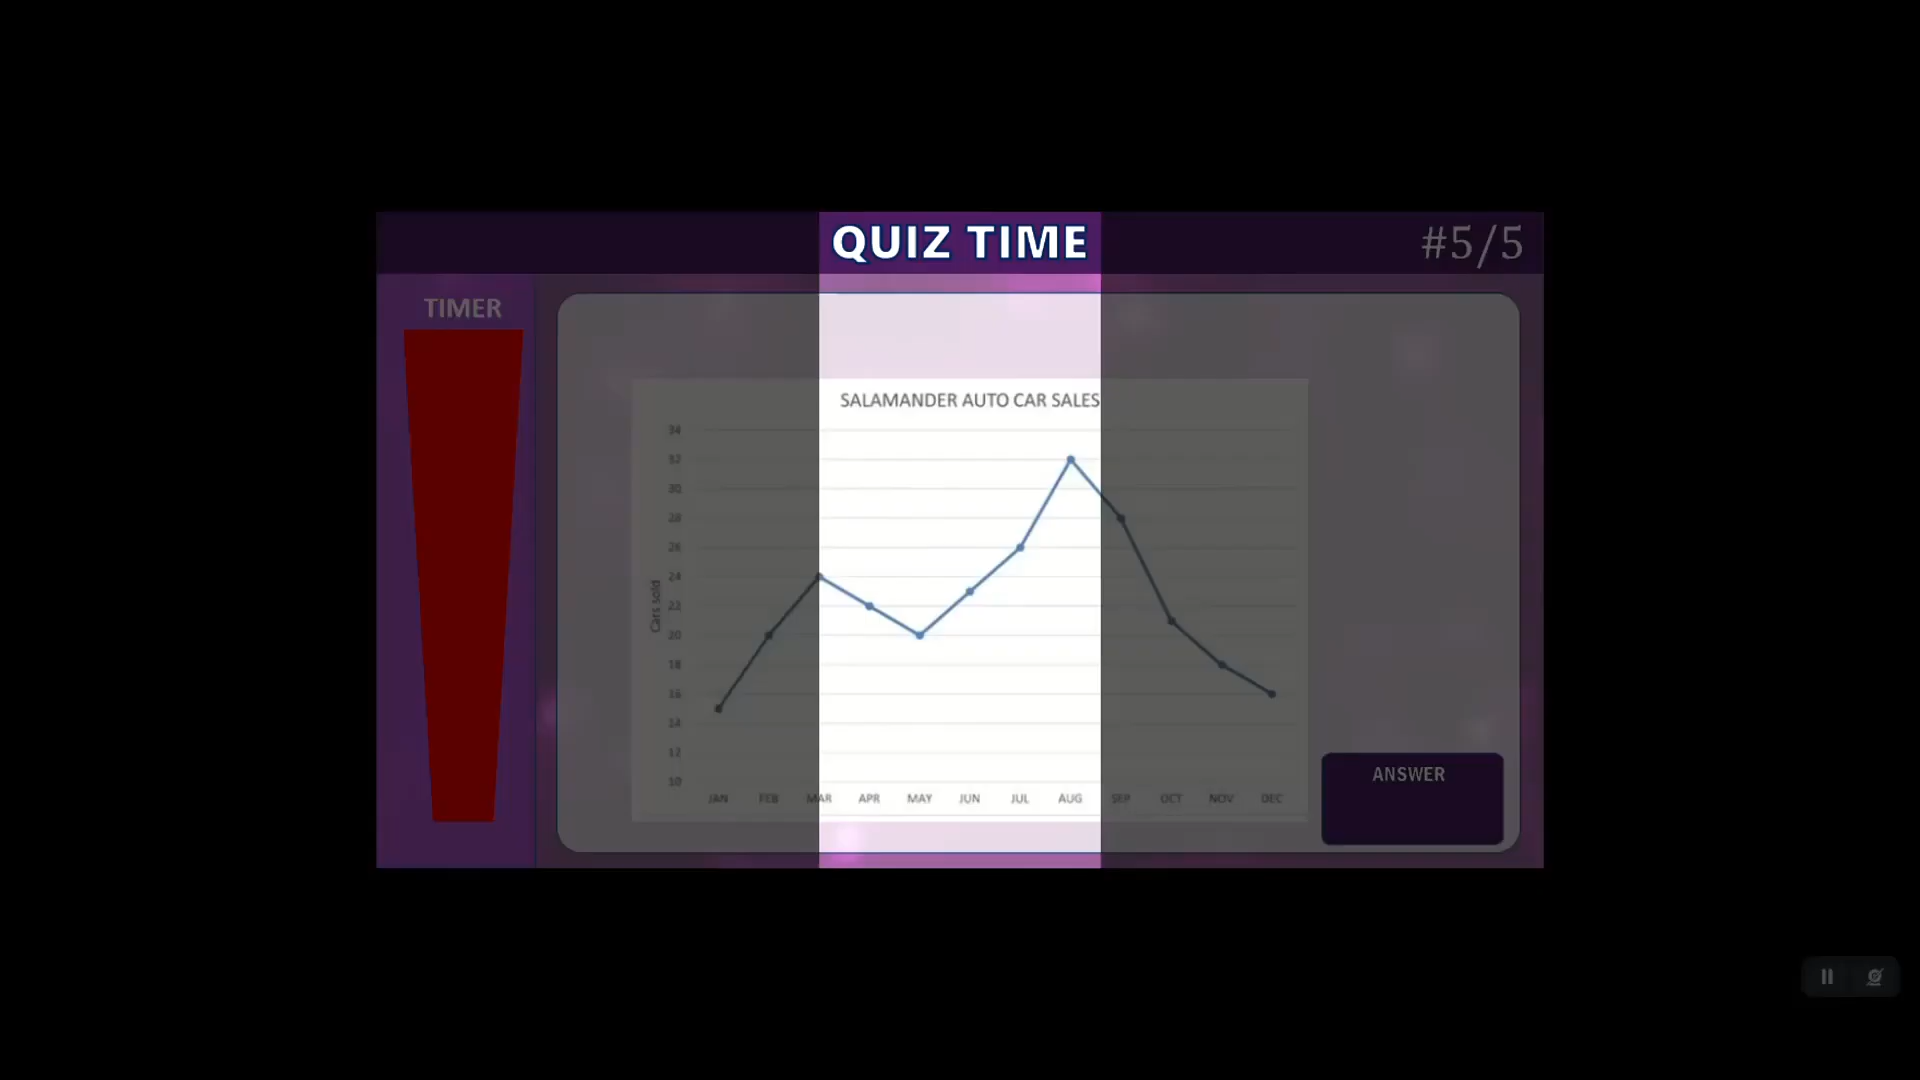 QUIZ TIME
#5/5
TIMER
SALAMANDER AUTO CAR SALES
34
32
30
28
26
24
22
20
18
16
14
12
10
Cars sold
JAN FEB MAR APR MAY JUN JUL AUG SEP OCT NOV DEC
ANSWER